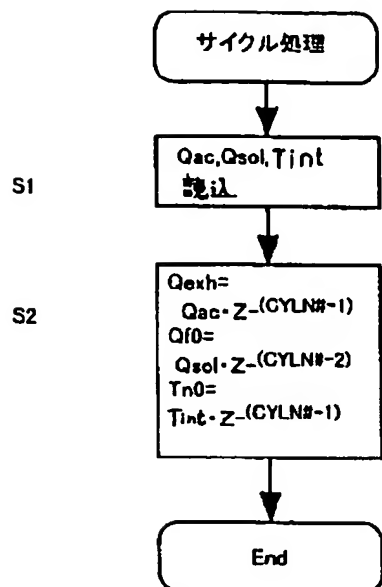 サイクル処理
S1
Qac,Qsol,Tint
読込
S2
Qexh=
Qac・Z-(CYLN#-1)
Qf0=
Qsol・Z-(CYLN#-2)
Tn0=
Tint・Z-(CYLN#-1)
End